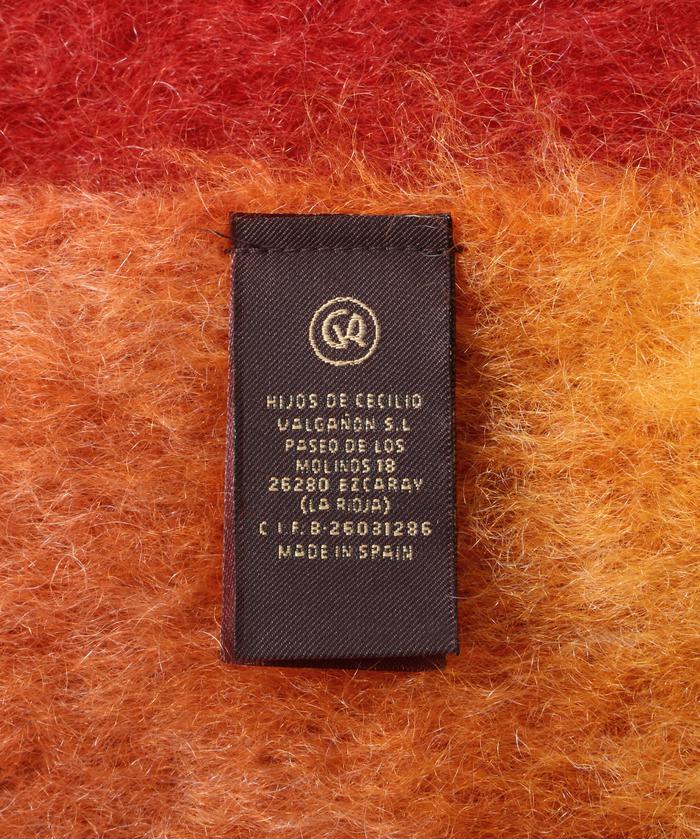 HIJOS DE CECILIO
VALGAÑON S.L
PASEO DE LOS
MOLINOS 18
26280 EZCARAY
(LA RIOJA)
C.I.F. B-26031286
MADE IN SPAIN